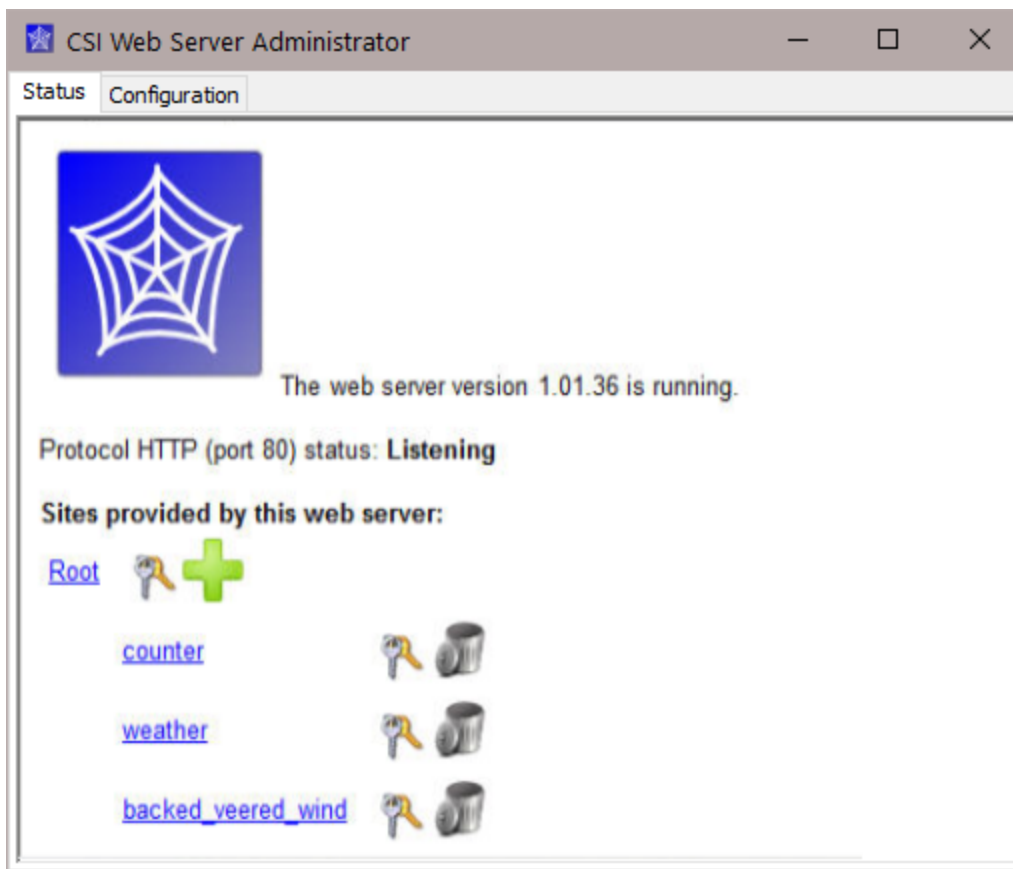 CSI Web Server Administrator
Status Configuration
The web server version 1.01.36 is running.
Protocol HTTP (port 80) status: Listening
Sites provided by this web server:
Root
counter
weather
backed_veered_wind